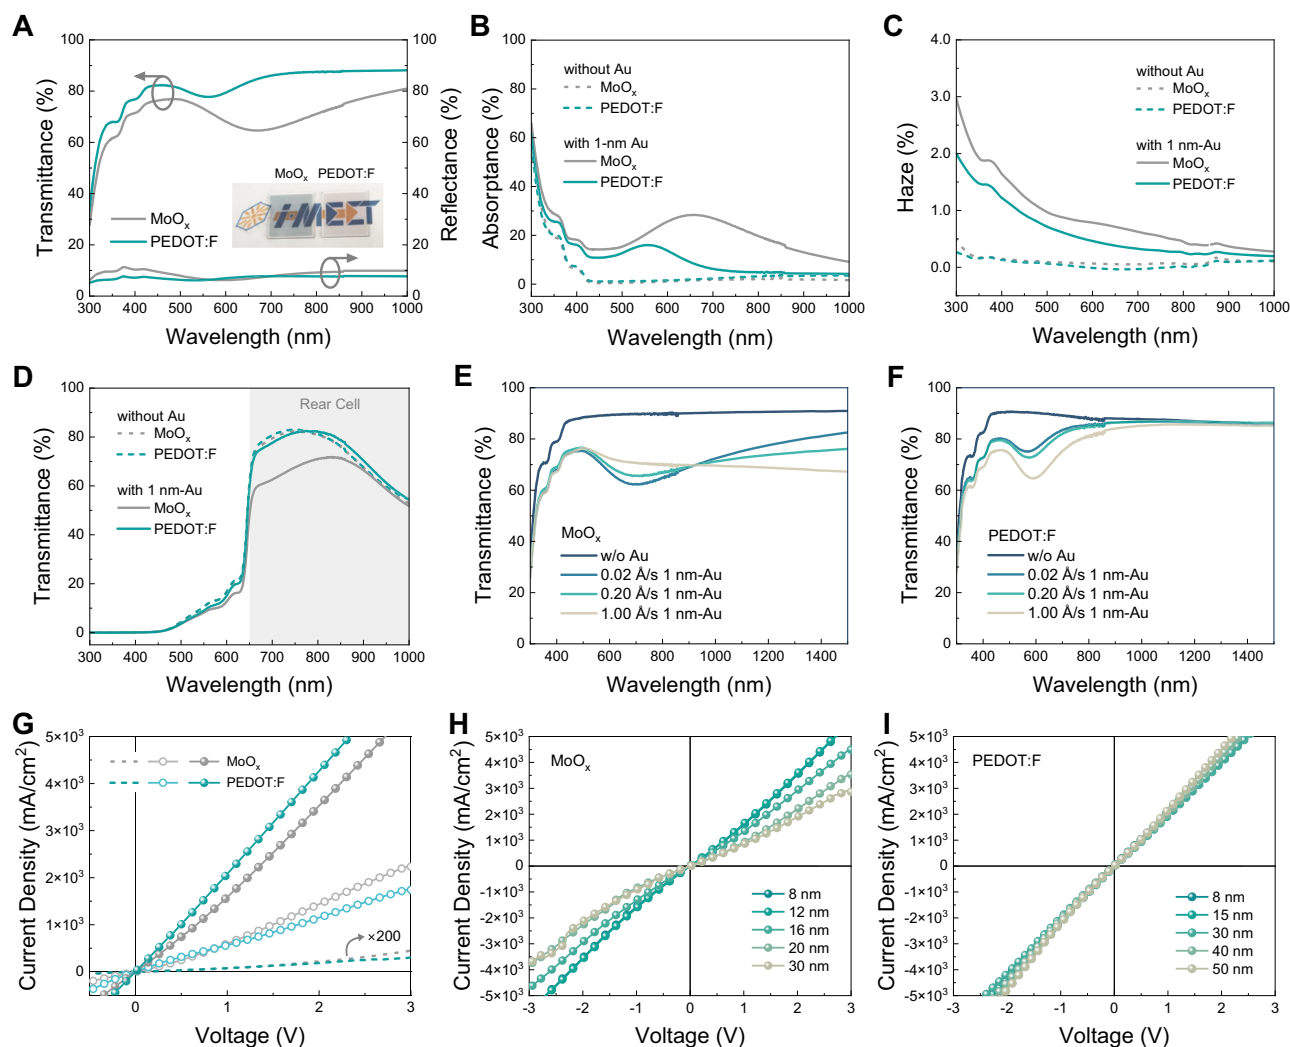 A
100
80
60
40
20
0
Transmittance (%)
100
80
60
40
20
0
Reflectance (%)
MoOx PEDOT:F
i-MEET
MoOx
PEDOT:F
300 400 500 600 700 800 900 1000
Wavelength (nm)
B
100
80
60
40
20
0
Absorptance (%)
without Au
MoOx
PEDOT:F
with 1-nm Au
MoOx
PEDOT:F
300 400 500 600 700 800 900 1000
Wavelength (nm)
C
4.0
3.0
2.0
1.0
0.0
Haze (%)
without Au
MoOx
PEDOT:F
with 1 nm-Au
MoOx
PEDOT:F
300 400 500 600 700 800 900 1000
Wavelength (nm)
D
100
80
60
40
20
0
Transmittance (%)
Rear Cell
without Au
MoOx
PEDOT:F
with 1 nm-Au
MoOx
PEDOT:F
300 400 500 600 700 800 900 1000
Wavelength (nm)
E
100
80
60
40
20
0
Transmittance (%)
MoOx
w/o Au
0.02 Å/s 1 nm-Au
0.20 Å/s 1 nm-Au
1.00 Å/s 1 nm-Au
400 600 800 1000 1200 1400
Wavelength (nm)
F
100
80
60
40
20
0
Transmittance (%)
PEDOT:F
w/o Au
0.02 Å/s 1 nm-Au
0.20 Å/s 1 nm-Au
1.00 Å/s 1 nm-Au
400 600 800 1000 1200 1400
Wavelength (nm)
G
5×10³
4×10³
3×10³
2×10³
1×10³
0
Current Density (mA/cm²)
MoOx
PEDOT:F
×200
0 1 2 3
Voltage (V)
H
5×10³
4×10³
3×10³
2×10³
1×10³
0
-1×10³
-2×10³
-3×10³
-4×10³
-5×10³
Current Density (mA/cm²)
MoOx
8 nm
12 nm
16 nm
20 nm
30 nm
-3 -2 -1 0 1 2 3
Voltage (V)
I
5×10³
4×10³
3×10³
2×10³
1×10³
0
-1×10³
-2×10³
-3×10³
-4×10³
-5×10³
Current Density (mA/cm²)
PEDOT:F
8 nm
15 nm
30 nm
40 nm
50 nm
-3 -2 -1 0 1 2 3
Voltage (V)